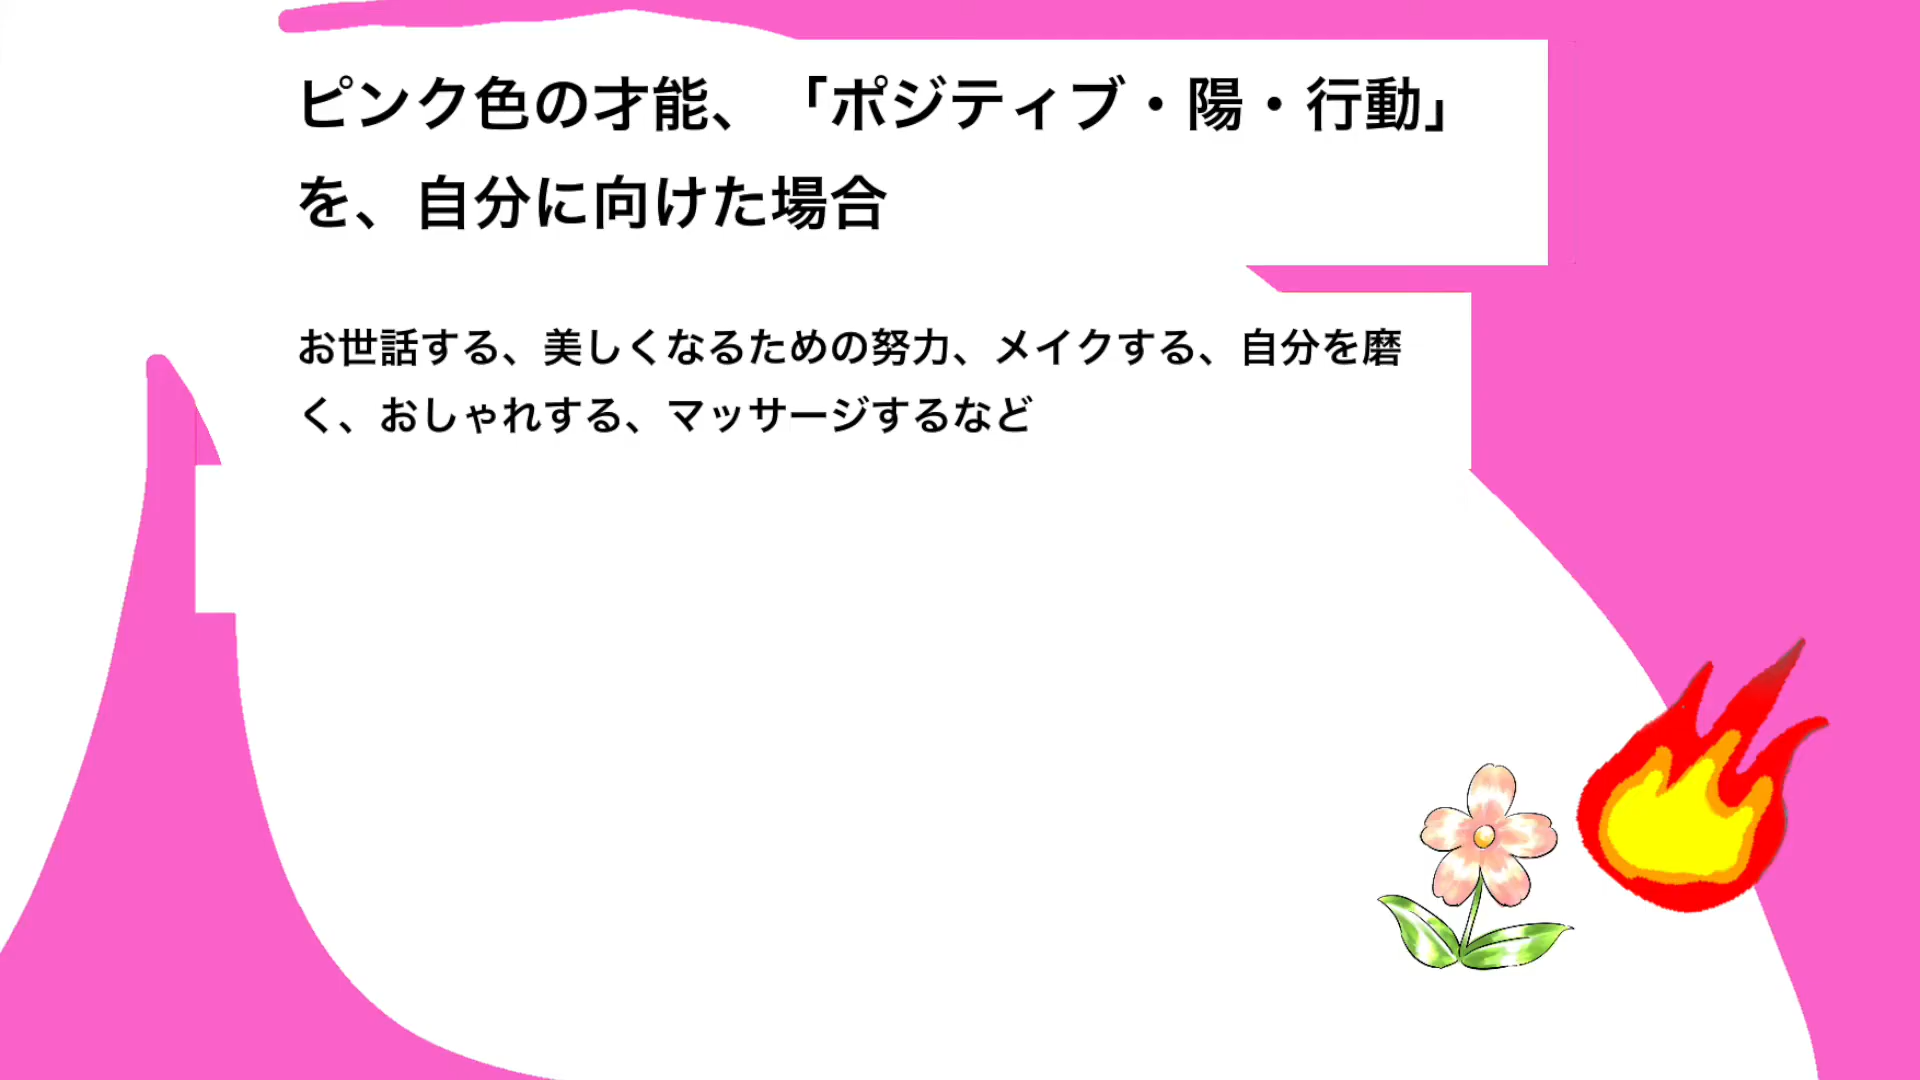 ピンク色の才能、「ポジティブ・陽・行動」
を、自分に向けた場合
お世話する、美しくなるための努力、メイクする、自分を磨
く、おしゃれする、マッサージするなど